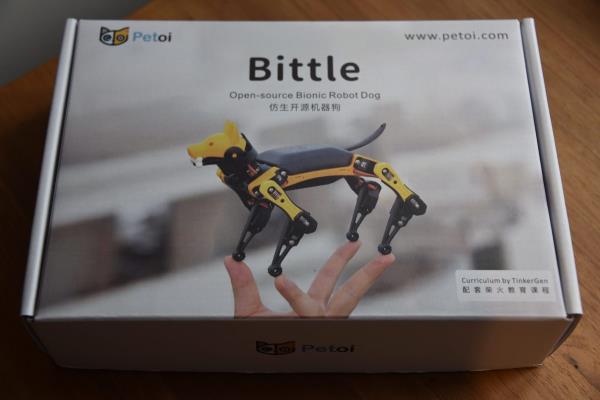 Petoi
www.petoi.com
Bittle
Open-source Bionic Robot Dog
仿生开源机器狗
Curriculum by TinkerGen
配套柴火教育课程
Petoi